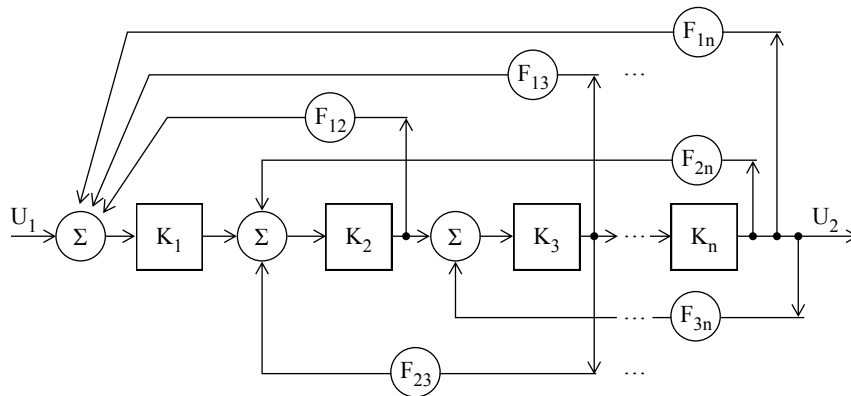 F₁ₙ
F₁₃ ...
F₁₂
F₂ₙ
U₁ Σ K₁ Σ K₂ Σ K₃ ... Kₙ U₂
... F₃ₙ
F₂₃ ...